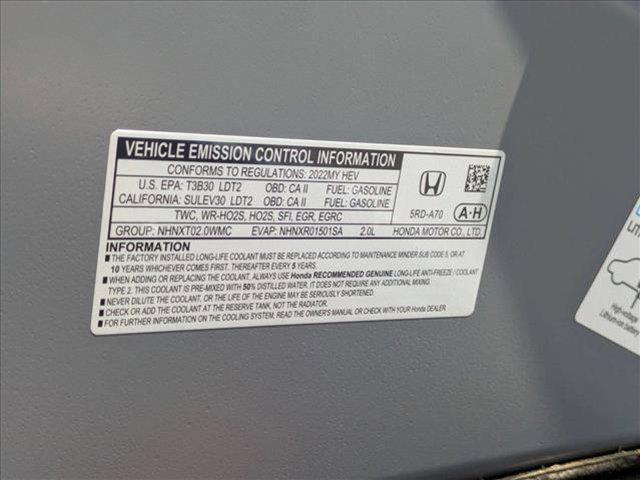 VEHICLE EMISSION CONTROL INFORMATION
CONFORMS TO REGULATIONS: 2022MY HEV
U.S. EPA: T3B30 LDT2 OBD: CA II FUEL: GASOLINE
CALIFORNIA: SULEV30 LDT2 OBD: CA II FUEL: GASOLINE
TWC, WR-HO2S, HO2S, SFI, EGR, EGRC
GROUP: NHNXT02.0WMC EVAP: NHNXR01501SA 2.0L
5RD-A70 A-H
HONDA MOTOR CO., LTD.
INFORMATION
■ THE FACTORY INSTALLED LONG-LIFE COOLANT MUST BE REPLACED ACCORDING TO MAINTENANCE MINDER SUB CODE 5, OR AT
10 YEARS WHICHEVER COMES FIRST. THEREAFTER EVERY 5 YEARS.
■ WHEN ADDING OR REPLACING THE COOLANT, ALWAYS USE Honda RECOMMENDED GENUINE LONG-LIFE ANTI-FREEZE / COOLANT
TYPE 2. THIS COOLANT IS PRE-MIXED WITH 50% DISTILLED WATER. IT DOES NOT REQUIRE ANY ADDITIONAL MIXING.
■ NEVER DILUTE THE COOLANT, OR THE LIFE OF THE ENGINE MAY BE SERIOUSLY SHORTENED.
■ CHECK OR ADD THE COOLANT AT THE RESERVE TANK, NOT THE RADIATOR.
■ FOR FURTHER INFORMATION ON THE COOLING SYSTEM, READ THE OWNER'S MANUAL OR CHECK WITH YOUR Honda DEALER.
High-voltage
Lithium-ion battery